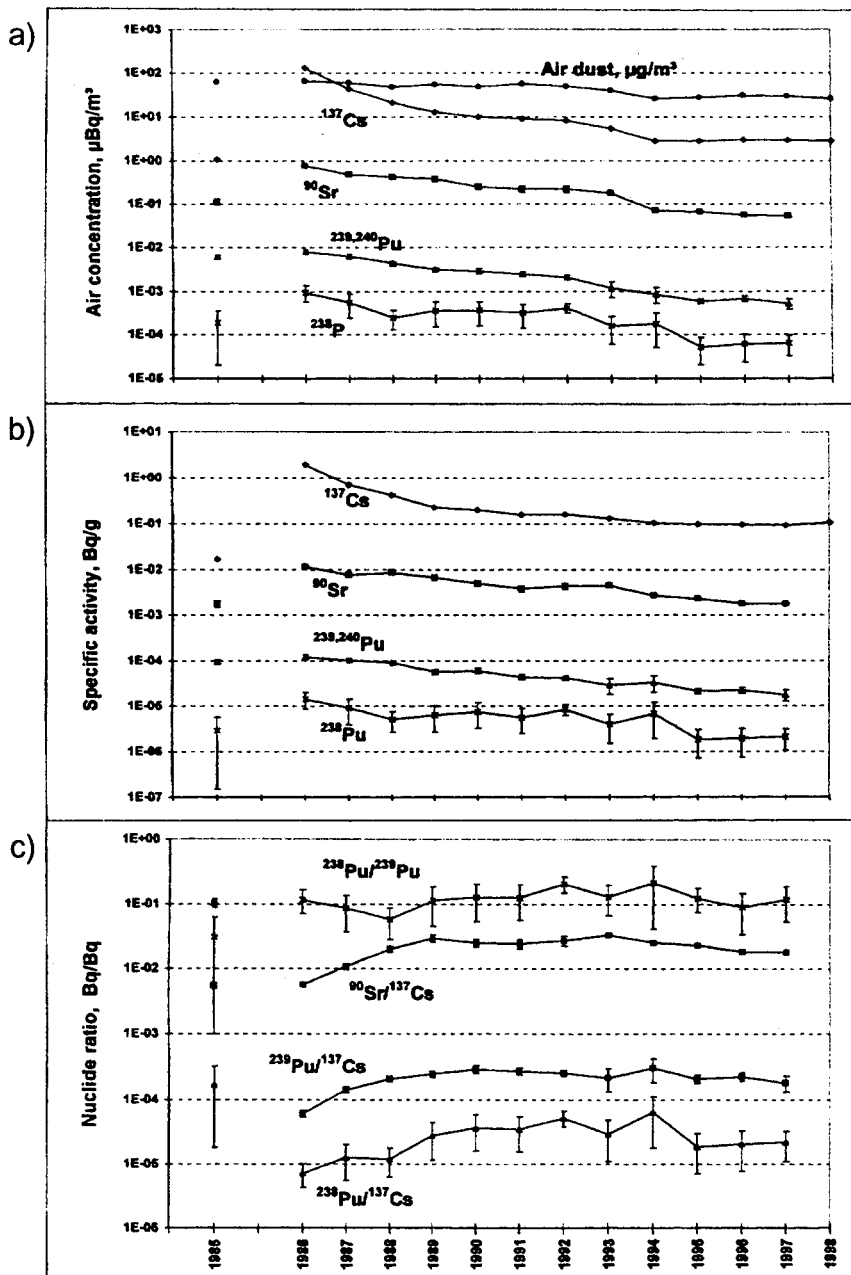 a)
1E+03
1E+02
1E+01
1E+00
1E-01
1E-02
1E-03
1E-04
1E-05
Air concentration, µBq/m³
Air dust, µg/m³
¹³⁷Cs
⁹⁰Sr
²³⁹,²⁴⁰Pu
²³⁸P
b)
1E+01
1E+00
1E-01
1E-02
1E-03
1E-04
1E-05
1E-06
1E-07
Specific activity, Bq/g
¹³⁷Cs
⁹⁰Sr
²³⁹,²⁴⁰Pu
²³⁸Pu
c)
1E+00
1E-01
1E-02
1E-03
1E-04
1E-05
1E-06
Nuclide ratio, Bq/Bq
²³⁸Pu/²³⁹Pu
⁹⁰Sr/¹³⁷Cs
²³⁹Pu/¹³⁷Cs
²³⁸Pu/¹³⁷Cs
1985
1986
1987
1988
1989
1990
1991
1992
1993
1994
1995
1996
1997
1998